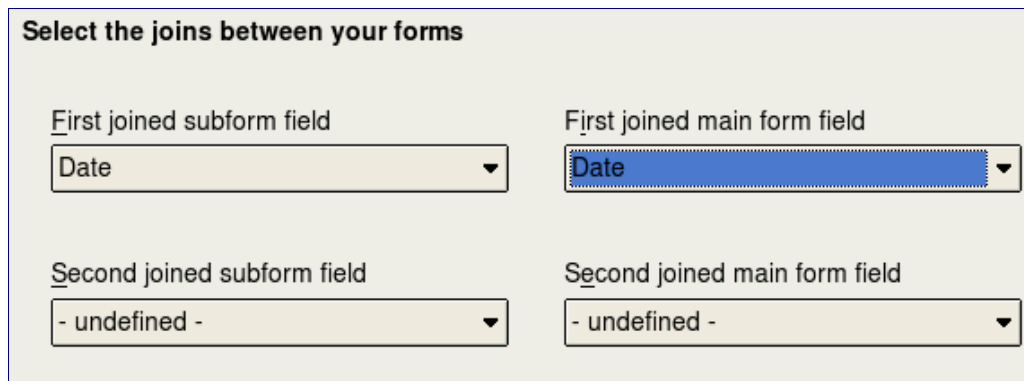 Select the joins between your forms
First joined subform field
First joined main form field
Date
Date
Second joined subform field
Second joined main form field
- undefined -
- undefined -